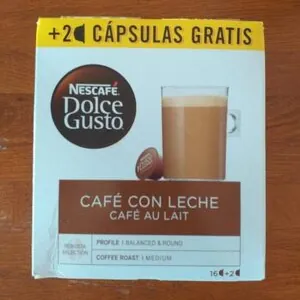 +2 CÁPSULAS GRATIS
NESCAFÉ
Dolce
Gusto
CAFÉ CON LECHE
CAFÉ AU LAIT
PROFILE | BALANCED & ROUND
SELECTION
COFFEE ROAST | MEDIUM
16 +2